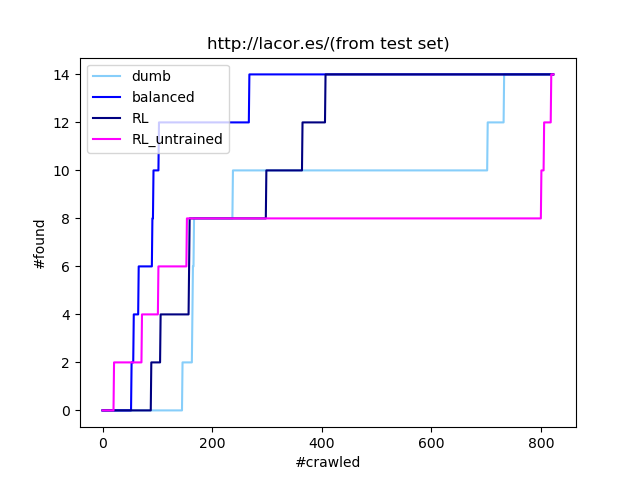 http://lacor.es/(from test set)
dumb
balanced
RL
RL_untrained
#found
14
12
10
8
6
4
2
0
0 200 400 600 800
#crawled